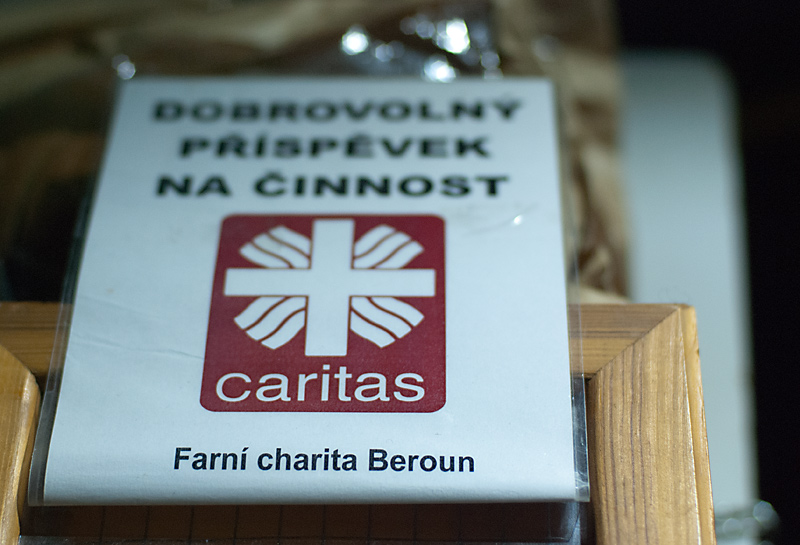 DOBROVOLNÝ
PŘÍSPĚVEK
NA ČINNOST
caritas
Farní charita Beroun